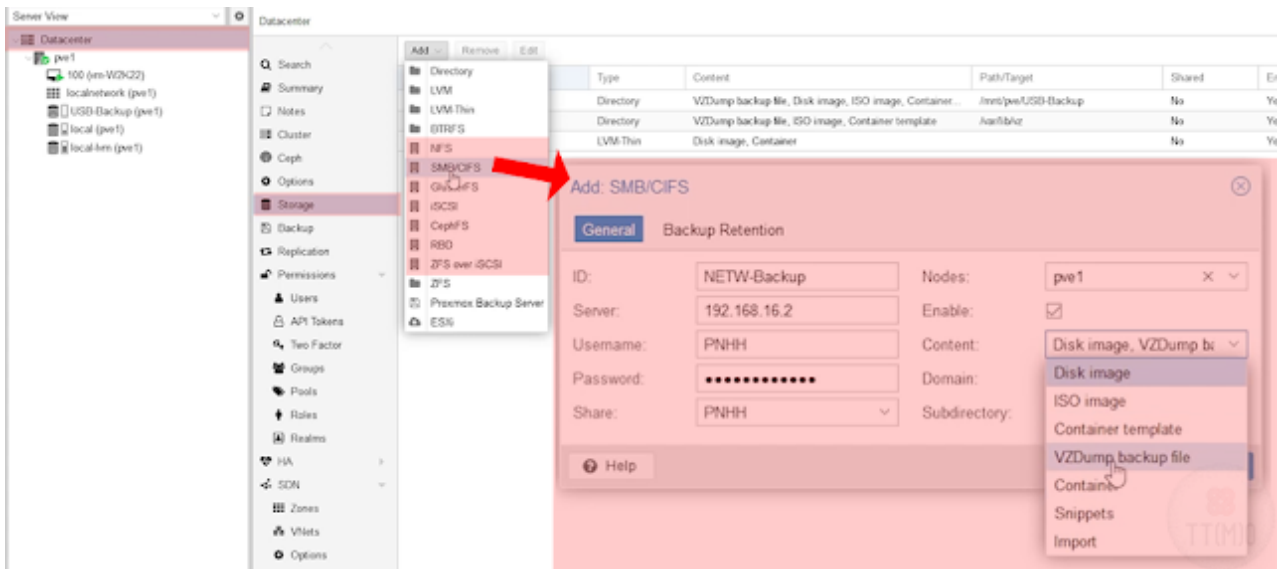 Server View
Datacenter
Datacenter
pve1
100 (vm-W2K22)
localnetwork (pve1)
USB-Backup (pve1)
local (pve1)
local-lvm (pve1)
Search
Summary
Notes
Cluster
Ceph
Options
Storage
Backup
Replication
Permissions
Users
API Tokens
Two Factor
Groups
Pools
Roles
Realms
HA
SDN
Zones
VNets
Options
Add Remove Edit
Directory
LVM
LVM-Thin
BTRFS
NFS
SMB/CIFS
GlusterFS
iSCSI
CephFS
RBD
ZFS over iSCSI
ZFS
Proxmox Backup Server
ESXi
Type Content Path/Target Shared
Directory VZDump backup file, Disk image, ISO image, Container... /mnt/pve/USB-Backup No
Directory VZDump backup file, ISO image, Container template /var/lib/vz No
LVM-Thin Disk image, Container No
Add: SMB/CIFS
General Backup Retention
ID: NETW-Backup Nodes: pve1
Server: 192.168.16.2 Enable:
Username: PNHH Content: Disk image, VZDump ba
Password: ●●●●●●●●●●●● Domain:
Share: PNHH Subdirectory:
Disk image
ISO image
Container template
VZDump backup file
Container
Snippets
Import
Help